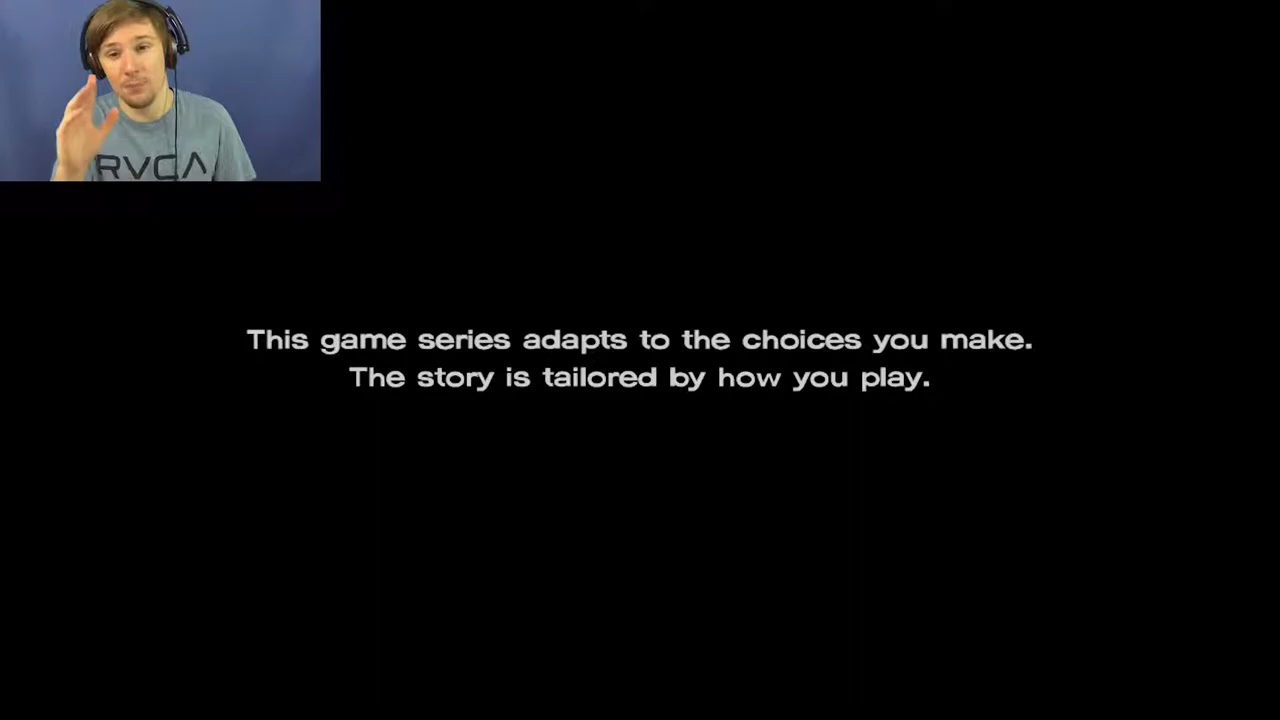 RVCA
This game series adapts to the choices you make.
The story is tailored by how you play.